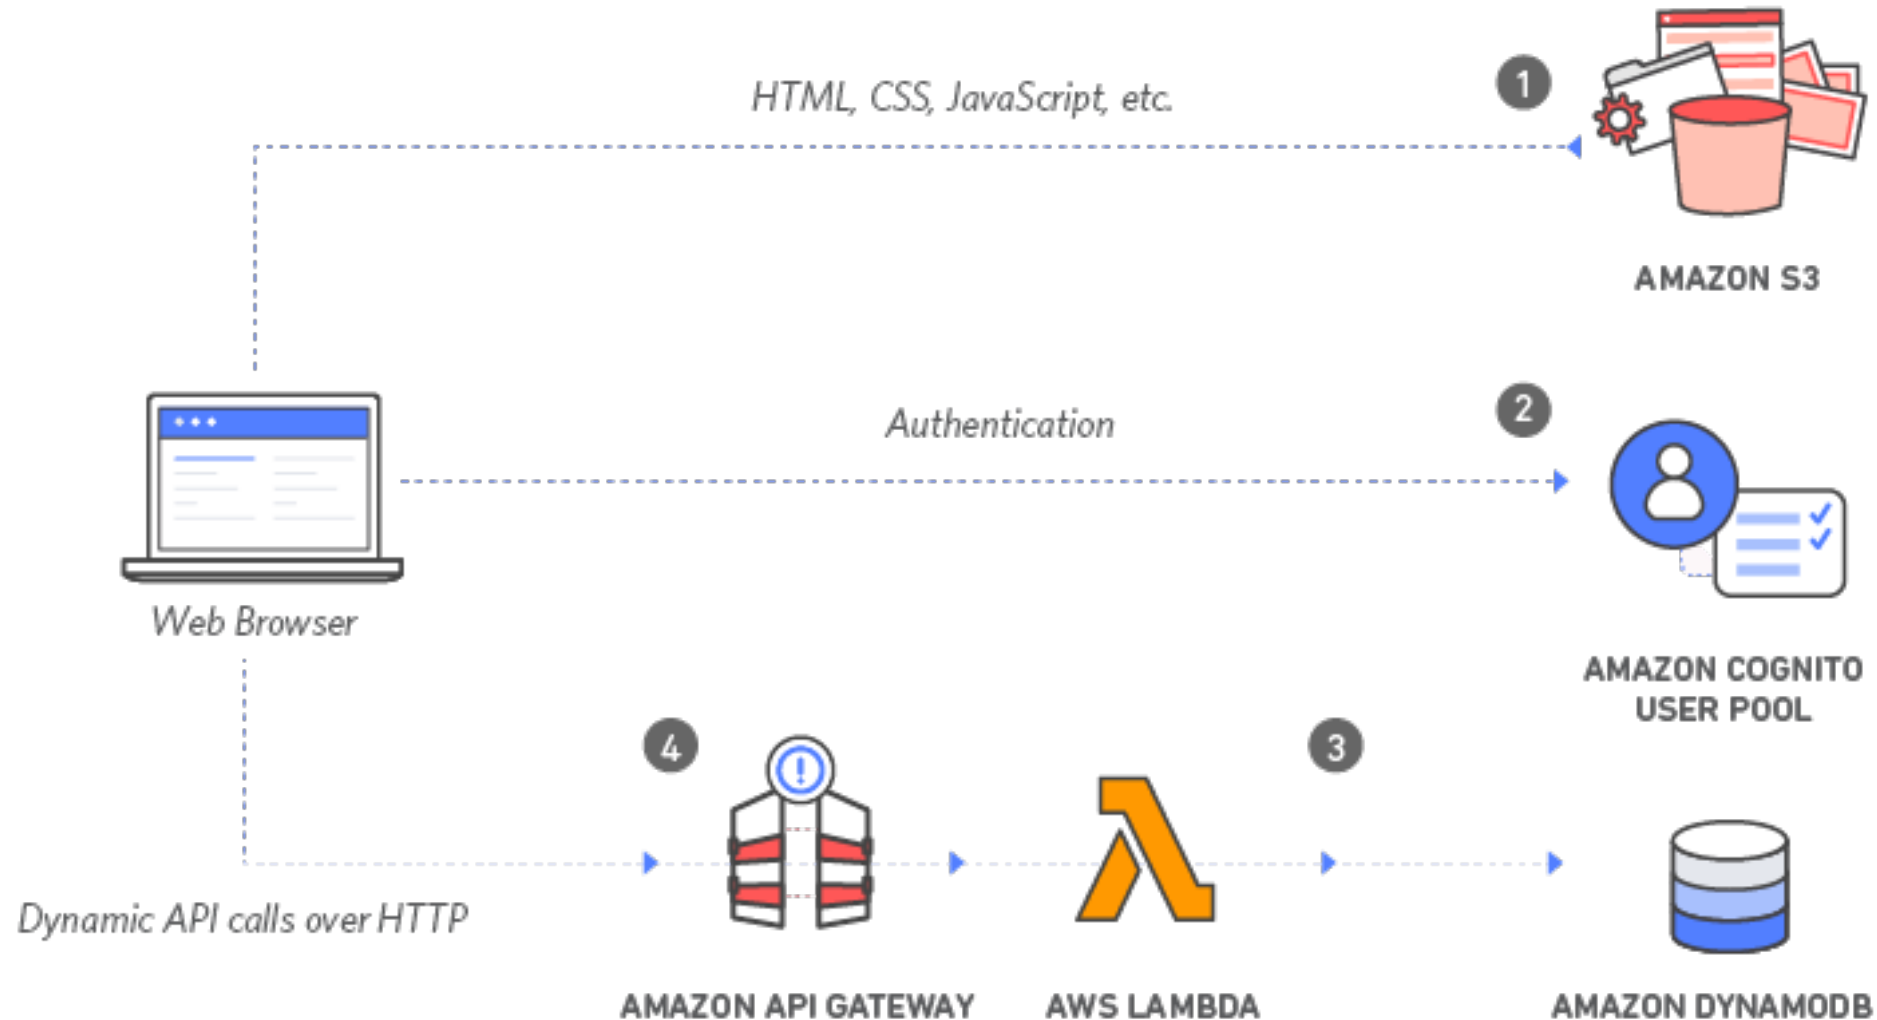 HTML, CSS, JavaScript, etc.
1
AMAZON S3
Authentication
2
Web Browser
AMAZON COGNITO
USER POOL
4
3
Dynamic API calls over HTTP
AMAZON API GATEWAY
AWS LAMBDA
AMAZON DYNAMODB